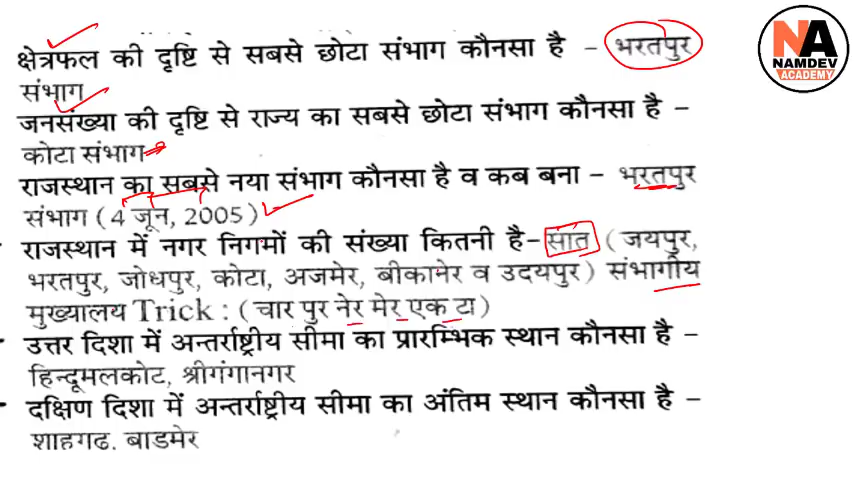 क्षेत्रफल की दृष्टि से सबसे छोटा संभाग कौनसा है – भरतपुर
संभाग
जनसंख्या की दृष्टि से राज्य का सबसे छोटा संभाग कौनसा है –
कोटा संभाग
राजस्थान का सबसे नया संभाग कौनसा है व कब बना – भरतपुर
संभाग (4 जून, 2005)
राजस्थान में नगर निगमों की संख्या कितनी है– सात (जयपुर,
भरतपुर, जोधपुर, कोटा, अजमेर, बीकानेर व उदयपुर) संभागीय
मुख्यालय Trick : (चार पुर नेर मेर एक टा)
उत्तर दिशा में अन्तर्राष्ट्रीय सीमा का प्रारम्भिक स्थान कौनसा है –
हिन्दूमलकोट, श्रीगंगानगर
दक्षिण दिशा में अन्तर्राष्ट्रीय सीमा का अंतिम स्थान कौनसा है –
शाहगढ, बाडमेर
NA
NAMDEV
ACADEMY